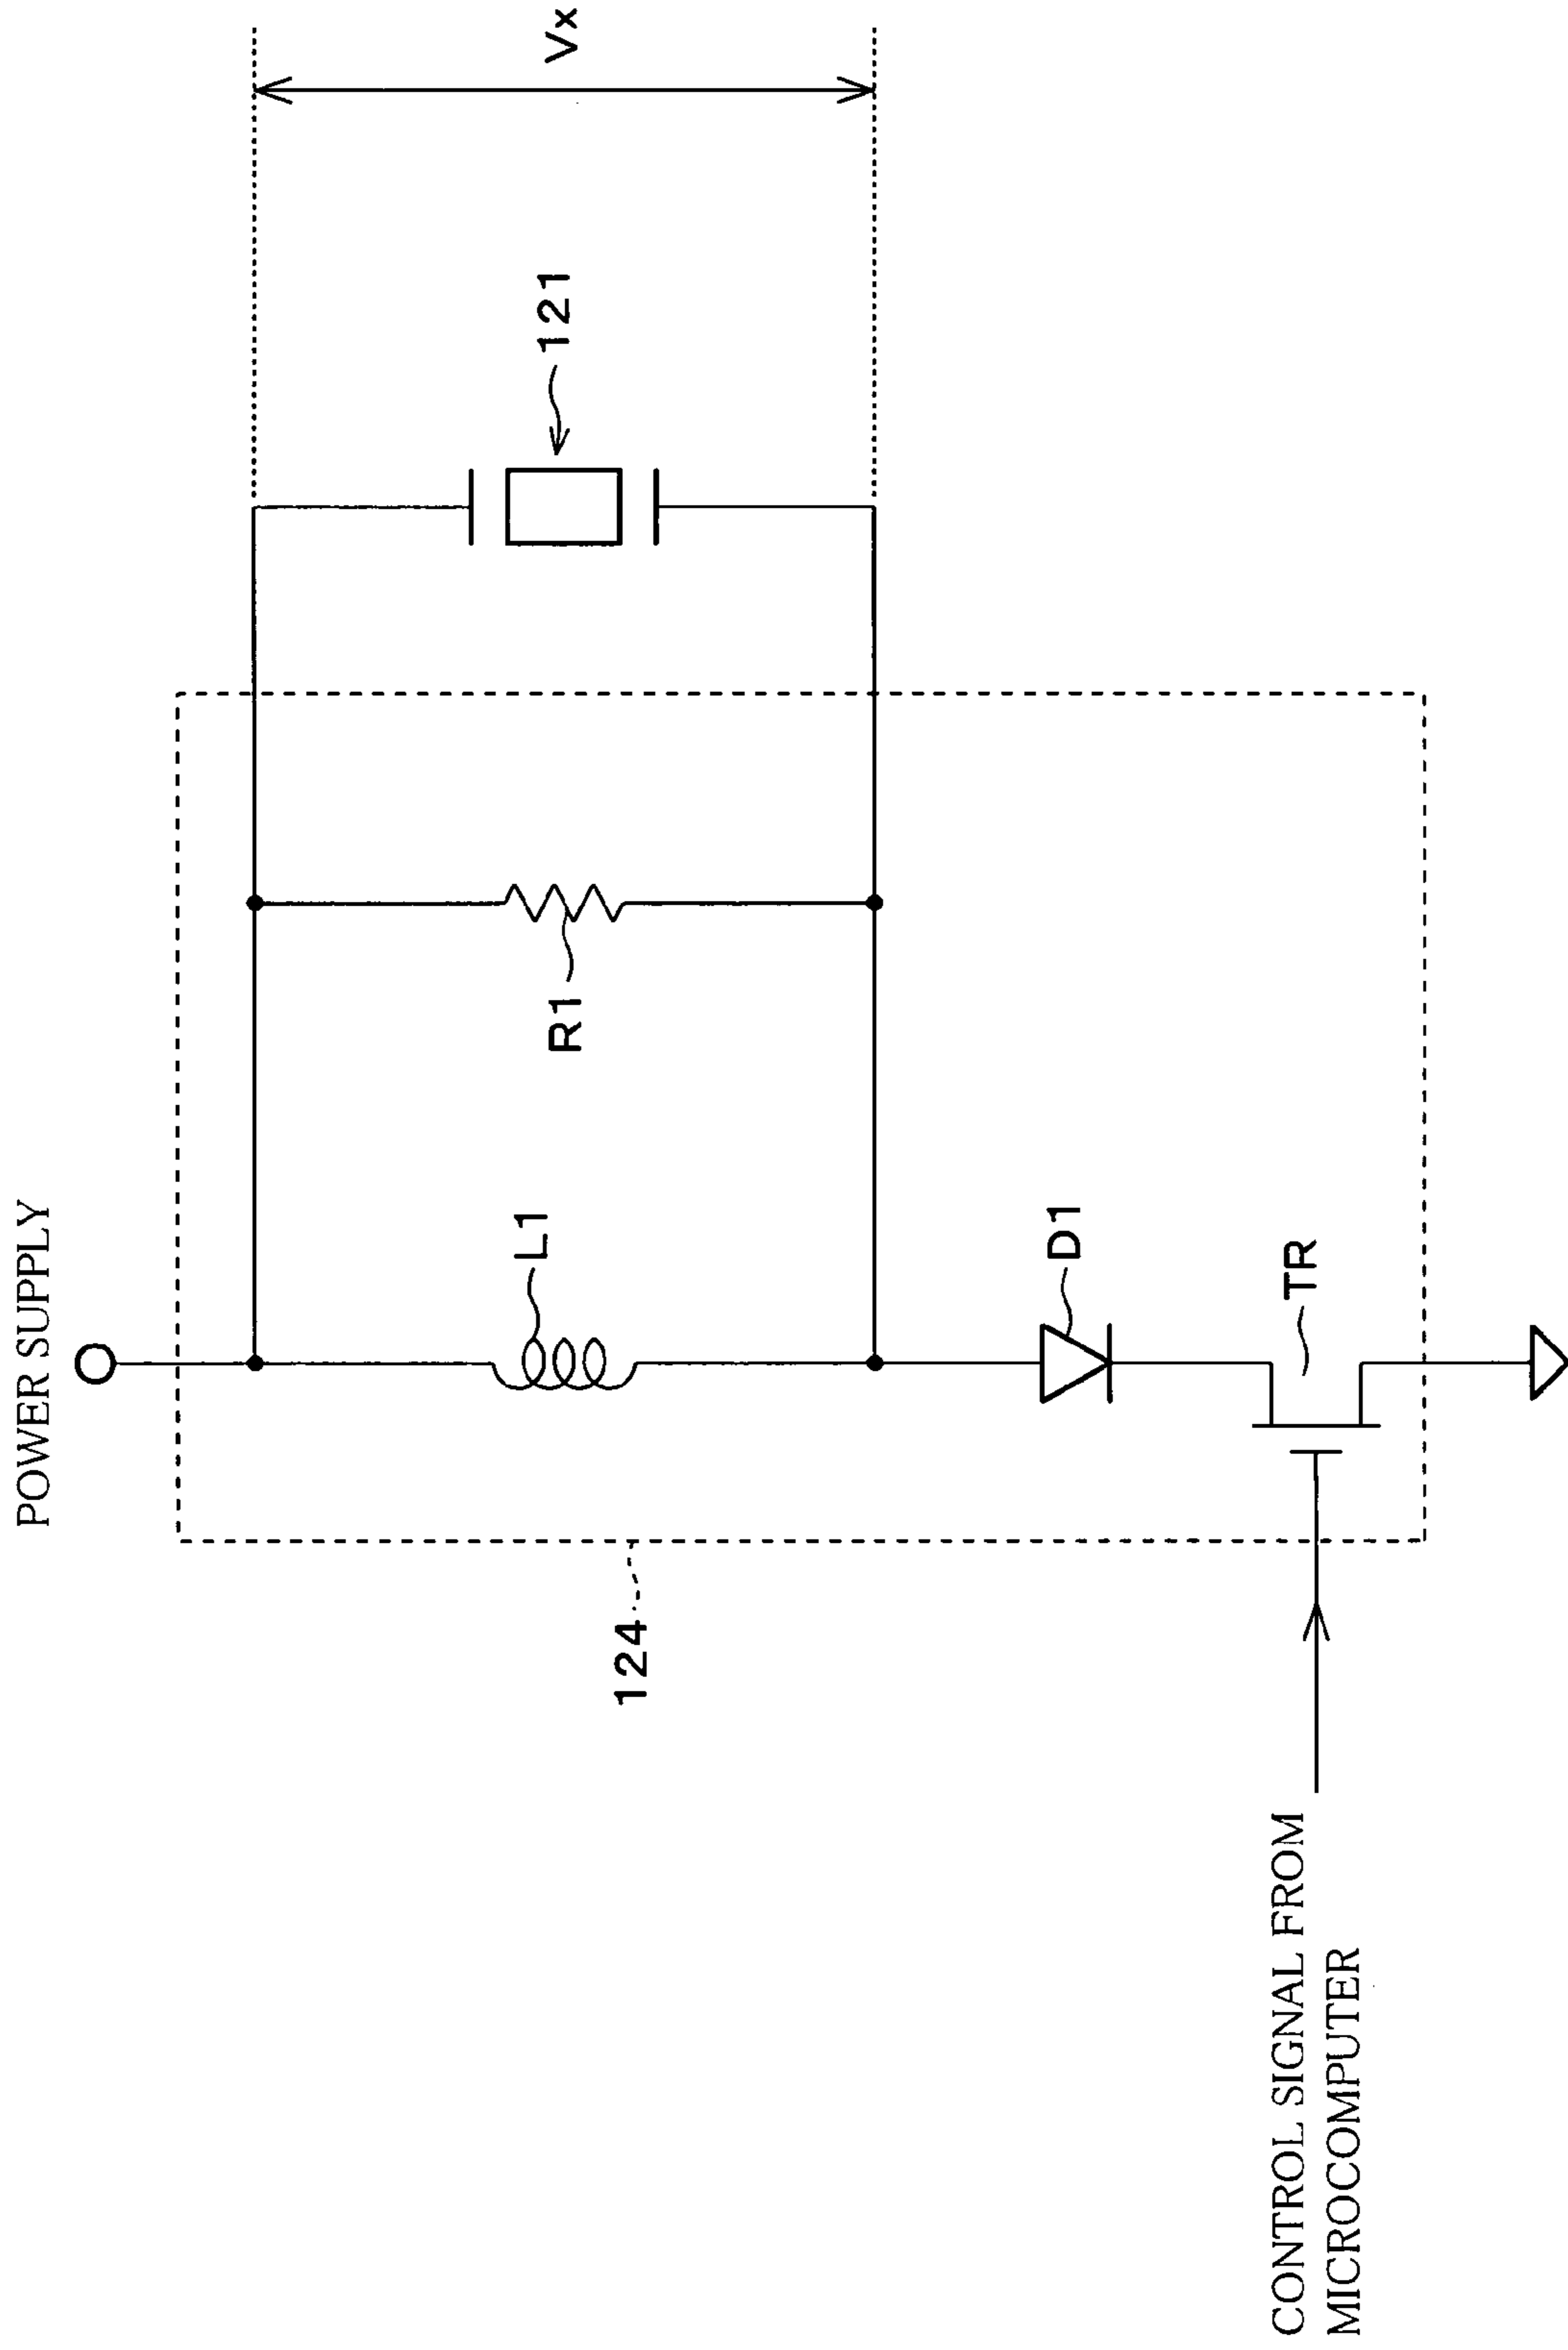 POWER SUPPLY
Vx
121
R1
L1
D1
TR
124
CONTROL SIGNAL FROM
MICROCOMPUTER